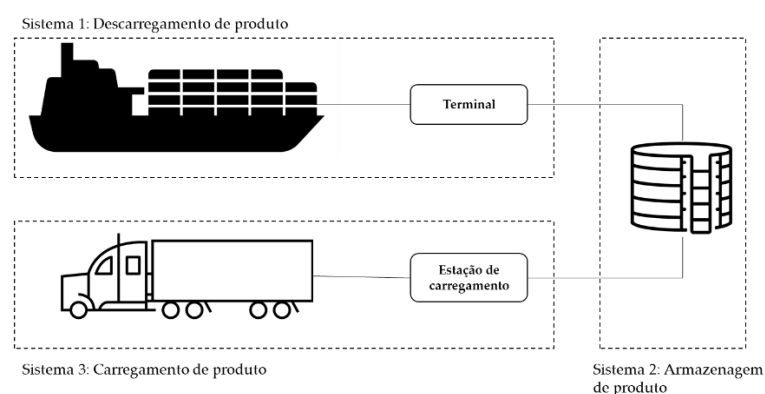 Sistema 1: Descarregamento de produto
Terminal
Estação de
carregamento
Sistema 3: Carregamento de produto
Sistema 2: Armazenagem
de produto